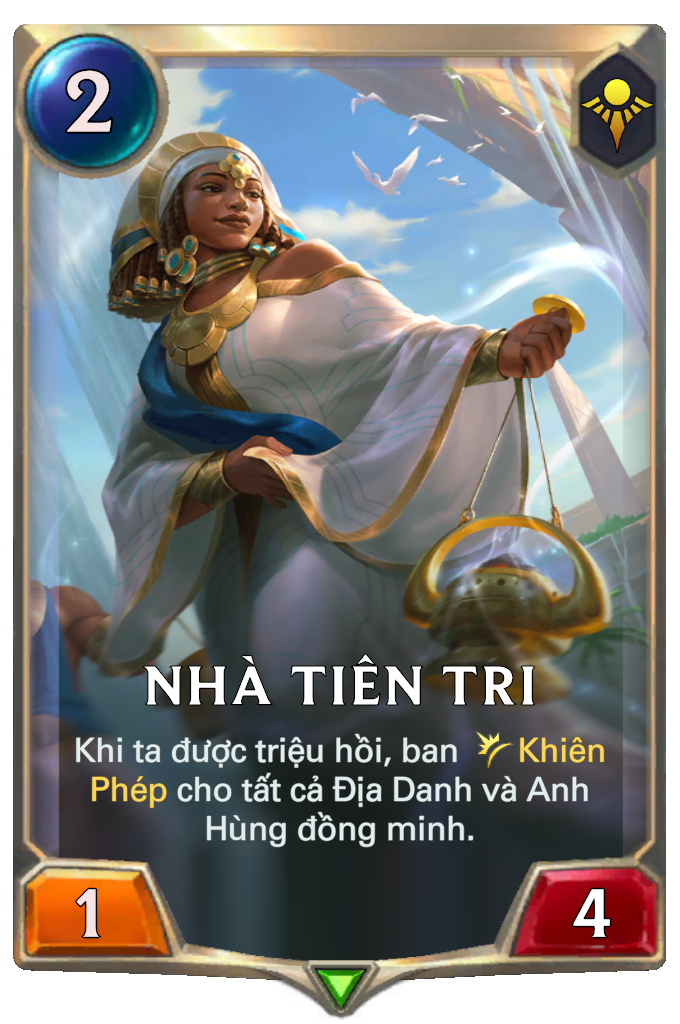 2
NHÀ TIÊN TRI
Khi ta được triệu hồi, ban Khiên
Phép cho tất cả Địa Danh và Anh
Hùng đồng minh.
1
4